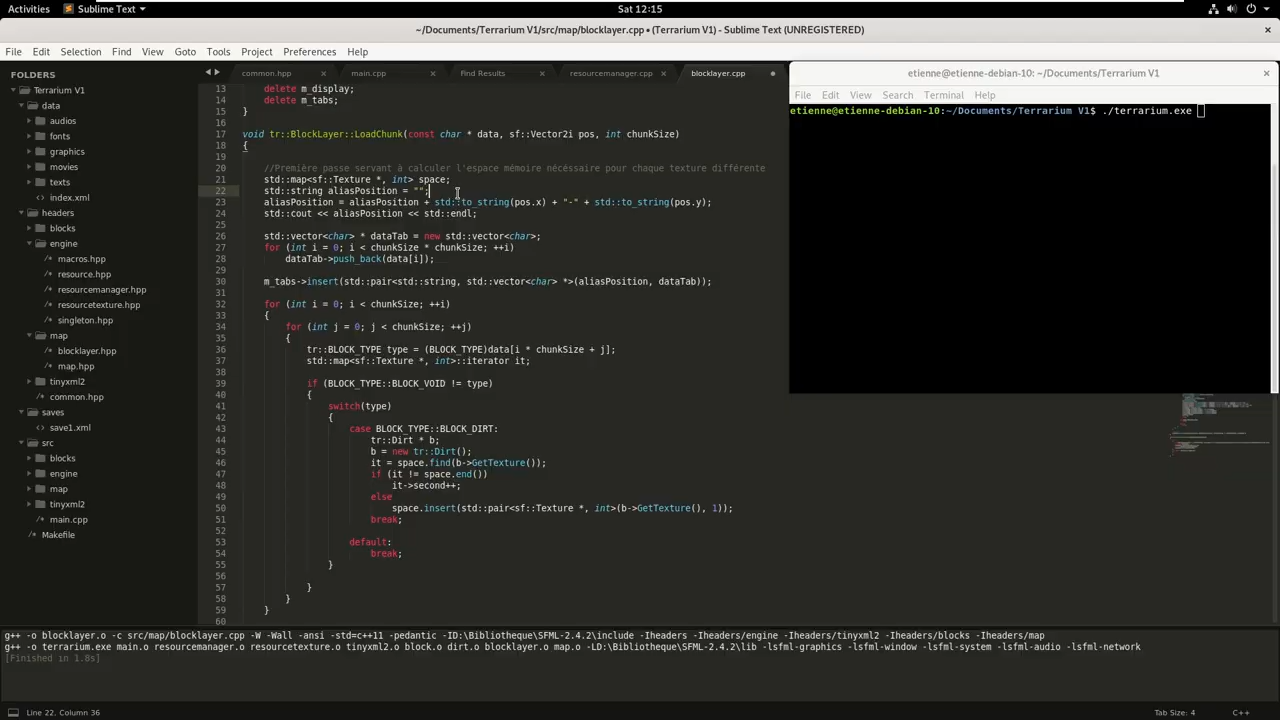 Activities Sublime Text Sat 12:15
~/Documents/Terrarium V1/src/map/blocklayer.cpp • (Terrarium V1) - Sublime Text (UNREGISTERED)
File Edit Selection Find View Goto Tools Project Preferences Help
FOLDERS
Terrarium V1
data
audios
fonts
graphics
movies
texts
index.xml
headers
blocks
engine
macros.hpp
resource.hpp
resourcemanager.hpp
resourcetexture.hpp
singleton.hpp
map
blocklayer.hpp
map.hpp
tinyxml2
common.hpp
saves
save1.xml
src
blocks
engine
map
tinyxml2
main.cpp
Makefile
common.hpp main.cpp Find Results resourcemanager.cpp blocklayer.cpp
13 delete m_display;
14 delete m_tabs;
15 }
16
17 void tr::BlockLayer::LoadChunk(const char * data, sf::Vector2i pos, int chunkSize)
18 {
19
20 //Première passe servant à calculer l'espace mémoire nécéssaire pour chaque texture différente
21 std::map<sf::Texture *, int> space;
22 std::string aliasPosition = "";
23 aliasPosition = aliasPosition + std::to_string(pos.x) + "-" + std::to_string(pos.y);
24 std::cout << aliasPosition << std::endl;
25
26 std::vector<char> * dataTab = new std::vector<char>;
27 for (int i = 0; i < chunkSize * chunkSize; ++i)
28 dataTab->push_back(data[i]);
29
30 m_tabs->insert(std::pair<std::string, std::vector<char> *>(aliasPosition, dataTab));
31
32 for (int i = 0; i < chunkSize; ++i)
33 {
34 for (int j = 0; j < chunkSize; ++j)
35 {
36 tr::BLOCK_TYPE type = (BLOCK_TYPE)data[i * chunkSize + j];
37 std::map<sf::Texture *, int>::iterator it;
38
39 if (BLOCK_TYPE::BLOCK_VOID != type)
40 {
41 switch(type)
42 {
43 case BLOCK_TYPE::BLOCK_DIRT:
44 tr::Dirt * b;
45 b = new tr::Dirt();
46 it = space.find(b->GetTexture());
47 if (it != space.end())
48 it->second++;
49 else
50 space.insert(std::pair<sf::Texture *, int>(b->GetTexture(), 1));
51 break;
52
53 default:
54 break;
55 }
56
57 }
58 }
59 }
60
etienne@etienne-debian-10: ~/Documents/Terrarium V1
File Edit View Search Terminal Help
etienne@etienne-debian-10:~/Documents/Terrarium V1$ ./terrarium.exe
g++ -o blocklayer.o -c src/map/blocklayer.cpp -W -Wall -ansi -std=c++11 -pedantic -ID:\Bibliotheque\SFML-2.4.2\include -Iheaders -Iheaders/engine -Iheaders/tinyxml2 -Iheaders/blocks -Iheaders/map
g++ -o terrarium.exe main.o resourcemanager.o resourcetexture.o tinyxml2.o block.o dirt.o blocklayer.o map.o -LD:\Bibliotheque\SFML-2.4.2\lib -lsfml-graphics -lsfml-window -lsfml-system -lsfml-audio -lsfml-network
[Finished in 1.8s]
Line 22, Column 36 Tab Size: 4 C++